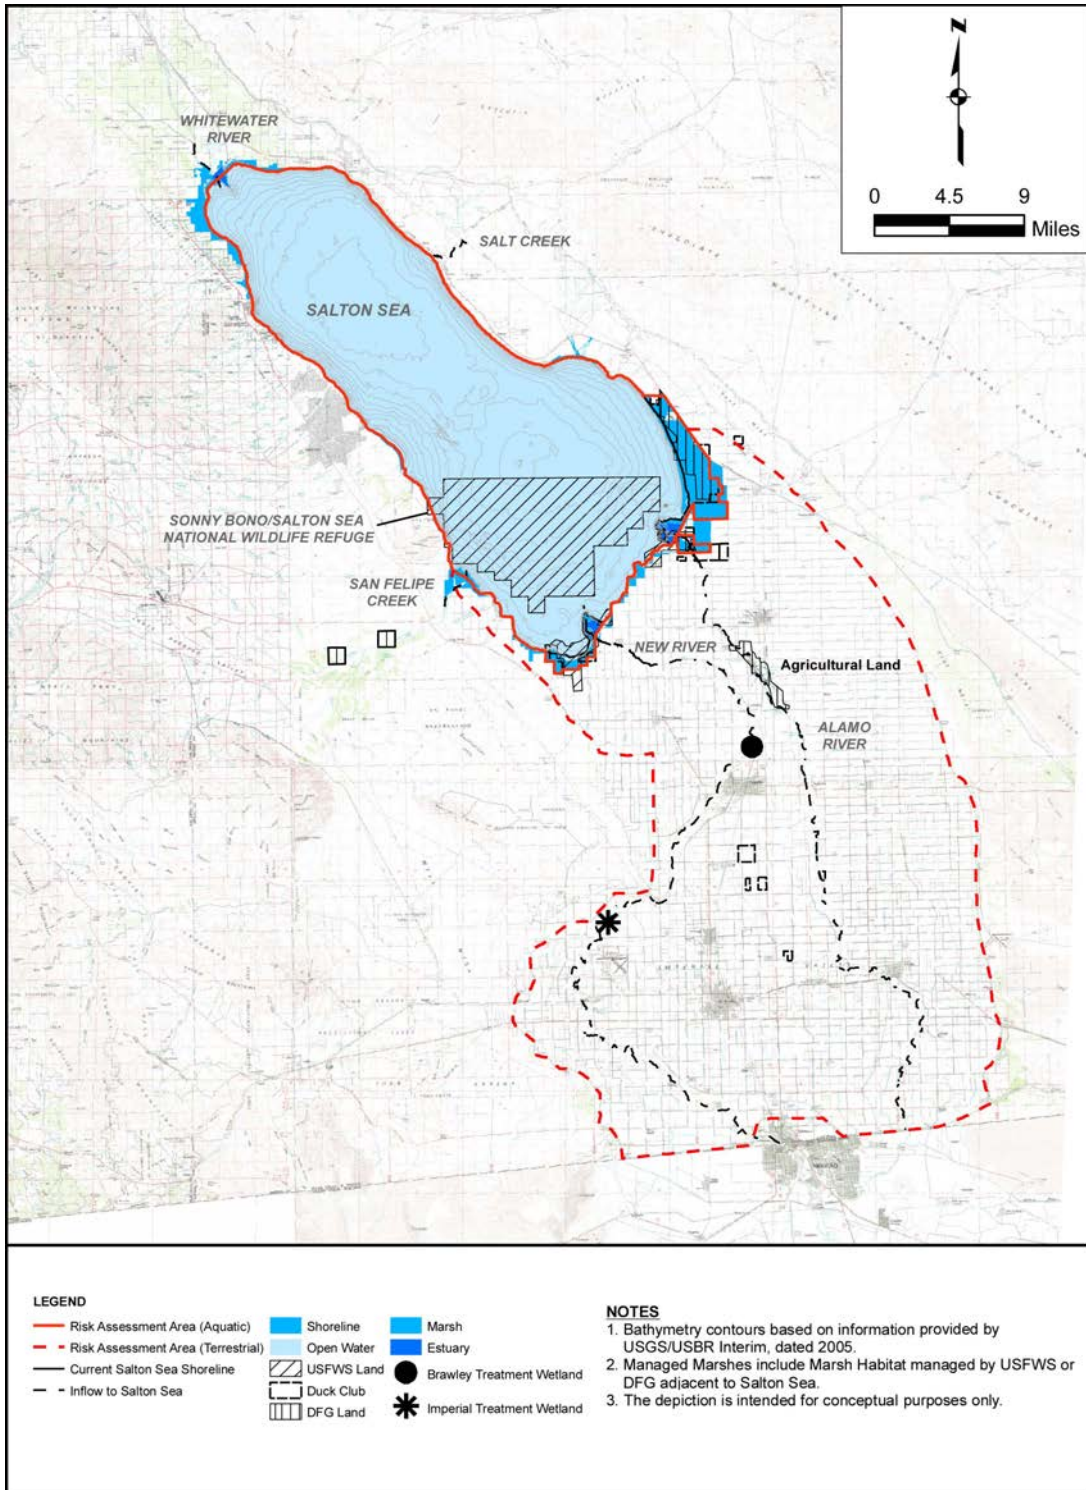 N
0 4.5 9
Miles
WHITEWATER
RIVER
SALT CREEK
SALTON SEA
SONNY BONO/SALTON SEA
NATIONAL WILDLIFE REFUGE
SAN FELIPE
CREEK
NEW RIVER
Agricultural Land
ALAMO
RIVER
LEGEND
Risk Assessment Area (Aquatic)
Risk Assessment Area (Terrestrial)
Current Salton Sea Shoreline
Inflow to Salton Sea
Shoreline
Open Water
USFWS Land
Duck Club
DFG Land
Marsh
Estuary
Brawley Treatment Wetland
Imperial Treatment Wetland
NOTES
1. Bathymetry contours based on information provided by
USGS/USBR Interim, dated 2005.
2. Managed Marshes include Marsh Habitat managed by USFWS or
DFG adjacent to Salton Sea.
3. The depiction is intended for conceptual purposes only.